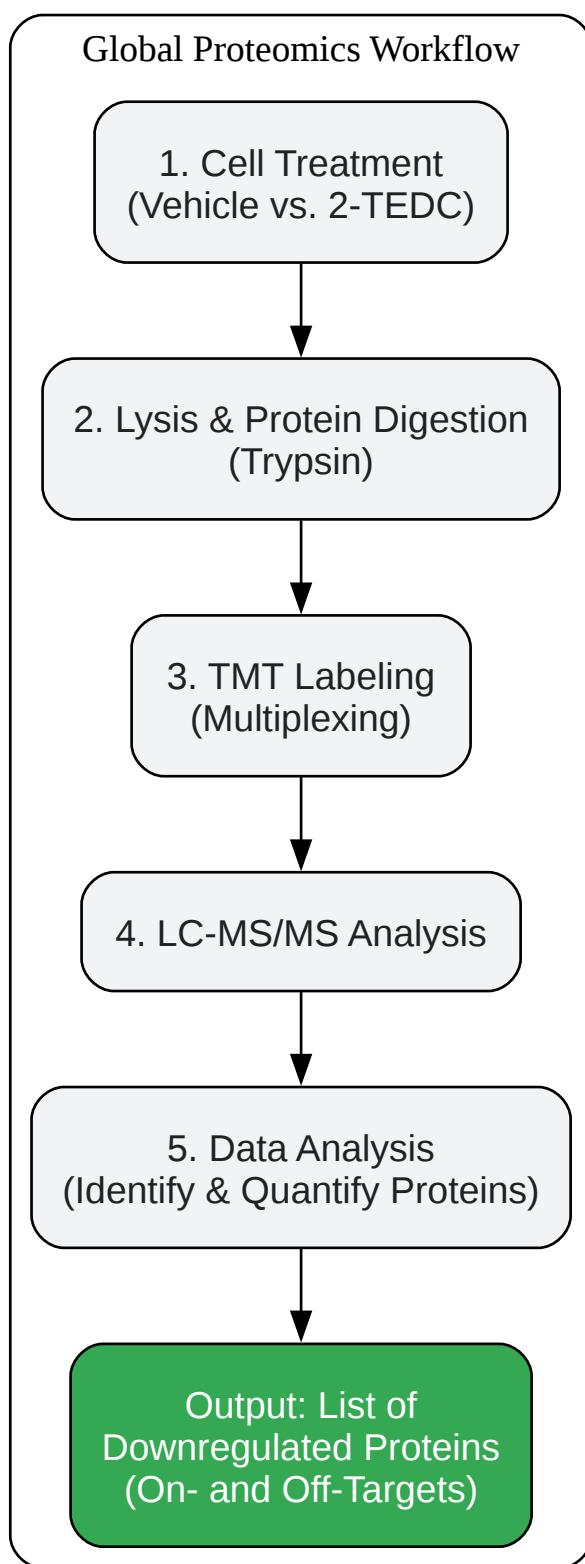 Global Proteomics Workflow
1. Cell Treatment
(Vehicle vs. 2-TEDC)
2. Lysis & Protein Digestion
(Trypsin)
3. TMT Labeling
(Multiplexing)
4. LC-MS/MS Analysis
5. Data Analysis
(Identify & Quantify Proteins)
Output: List of
Downregulated Proteins
(On- and Off-Targets)